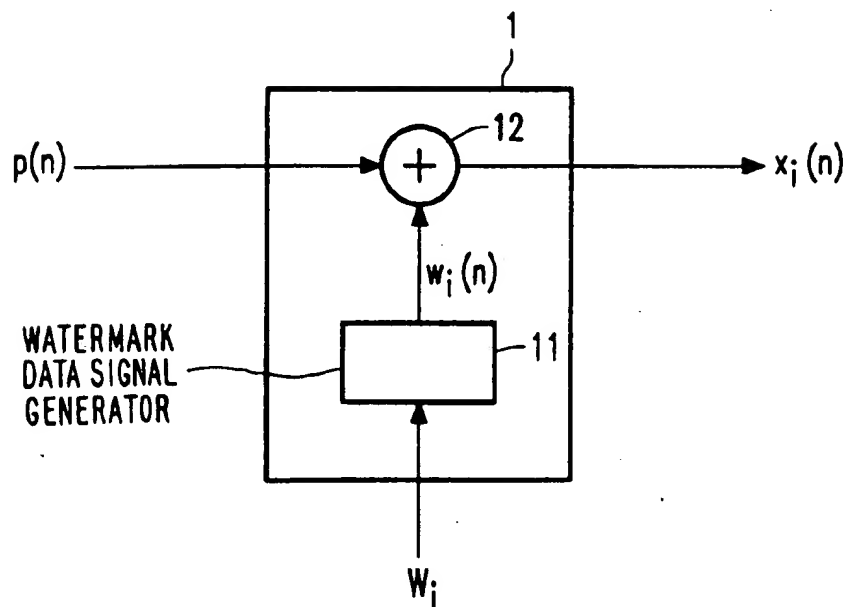 1
12
p(n)
x_i(n)
w_i(n)
WATERMARK
DATA SIGNAL
GENERATOR
11
W_i